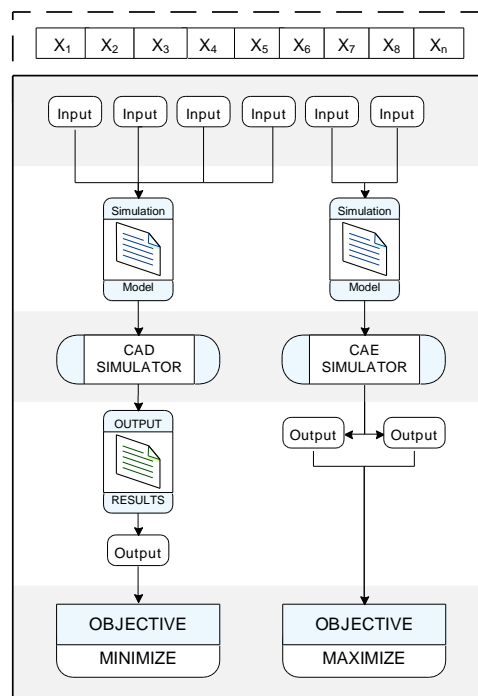 X1 X2 X3 X4 X5 X6 X7 X8 Xn
Input Input Input Input Input Input
Simulation Simulation
Model Model
CAD CAE
SIMULATOR SIMULATOR
OUTPUT Output Output
RESULTS
Output
OBJECTIVE OBJECTIVE
MINIMIZE MAXIMIZE